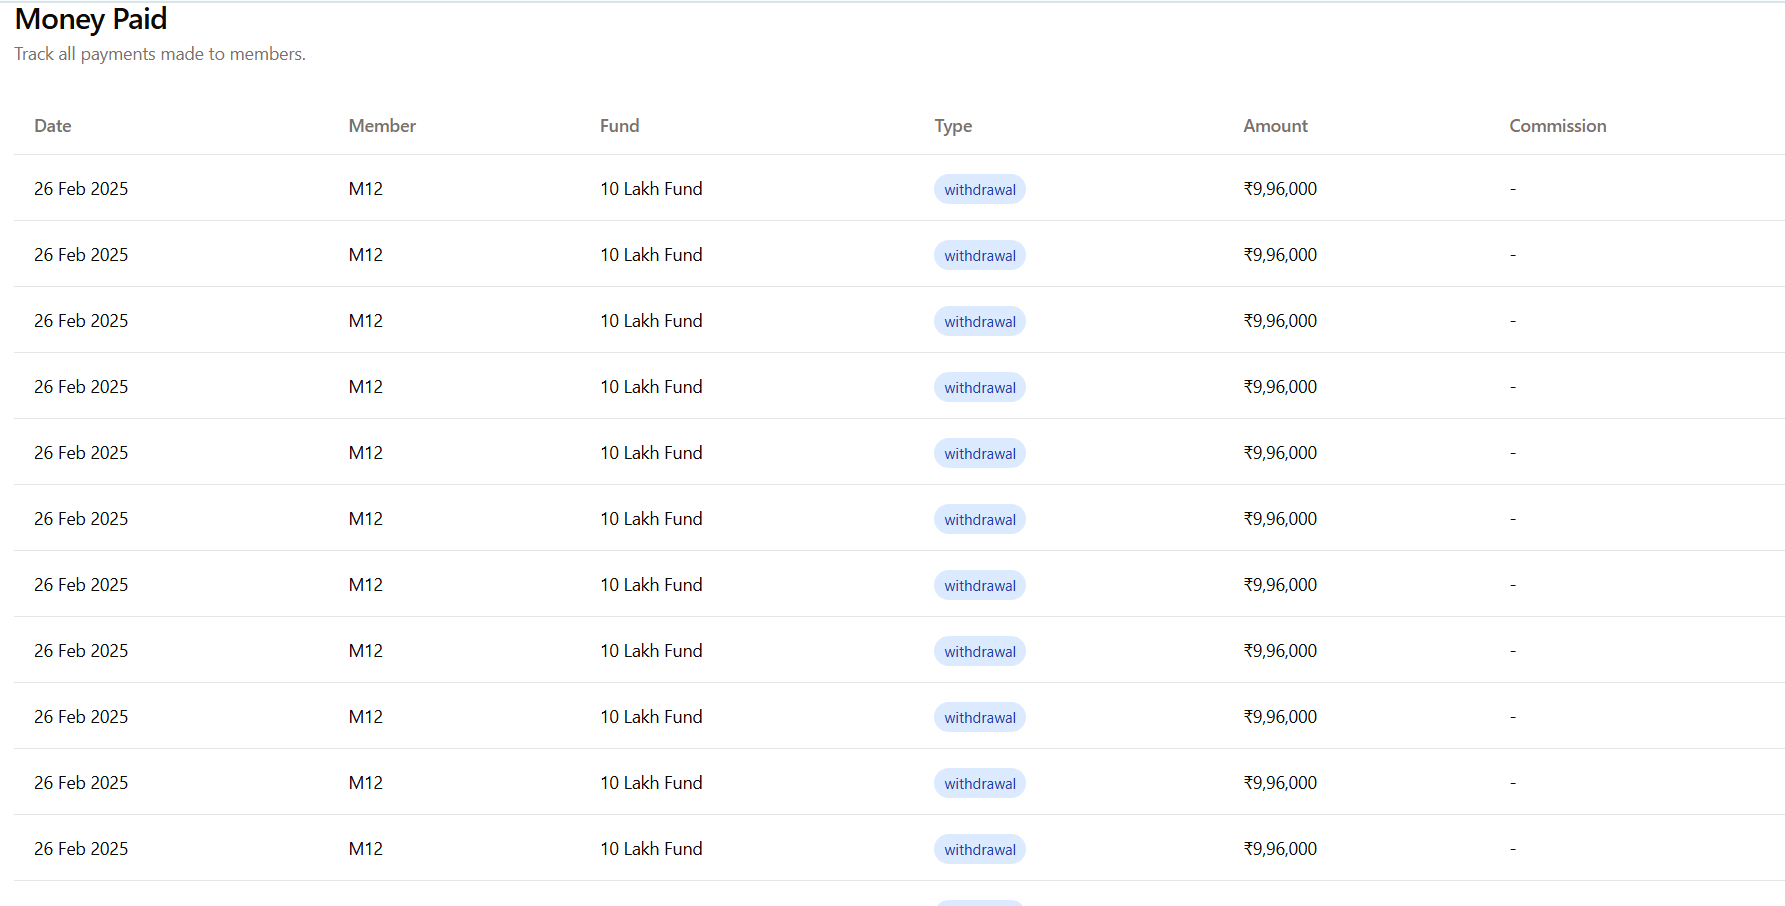 Money Paid
Track all payments made to members.
Date Member Fund Type Amount Commission
26 Feb 2025 M12 10 Lakh Fund withdrawal ₹9,96,000 -
26 Feb 2025 M12 10 Lakh Fund withdrawal ₹9,96,000 -
26 Feb 2025 M12 10 Lakh Fund withdrawal ₹9,96,000 -
26 Feb 2025 M12 10 Lakh Fund withdrawal ₹9,96,000 -
26 Feb 2025 M12 10 Lakh Fund withdrawal ₹9,96,000 -
26 Feb 2025 M12 10 Lakh Fund withdrawal ₹9,96,000 -
26 Feb 2025 M12 10 Lakh Fund withdrawal ₹9,96,000 -
26 Feb 2025 M12 10 Lakh Fund withdrawal ₹9,96,000 -
26 Feb 2025 M12 10 Lakh Fund withdrawal ₹9,96,000 -
26 Feb 2025 M12 10 Lakh Fund withdrawal ₹9,96,000 -
26 Feb 2025 M12 10 Lakh Fund withdrawal ₹9,96,000 -